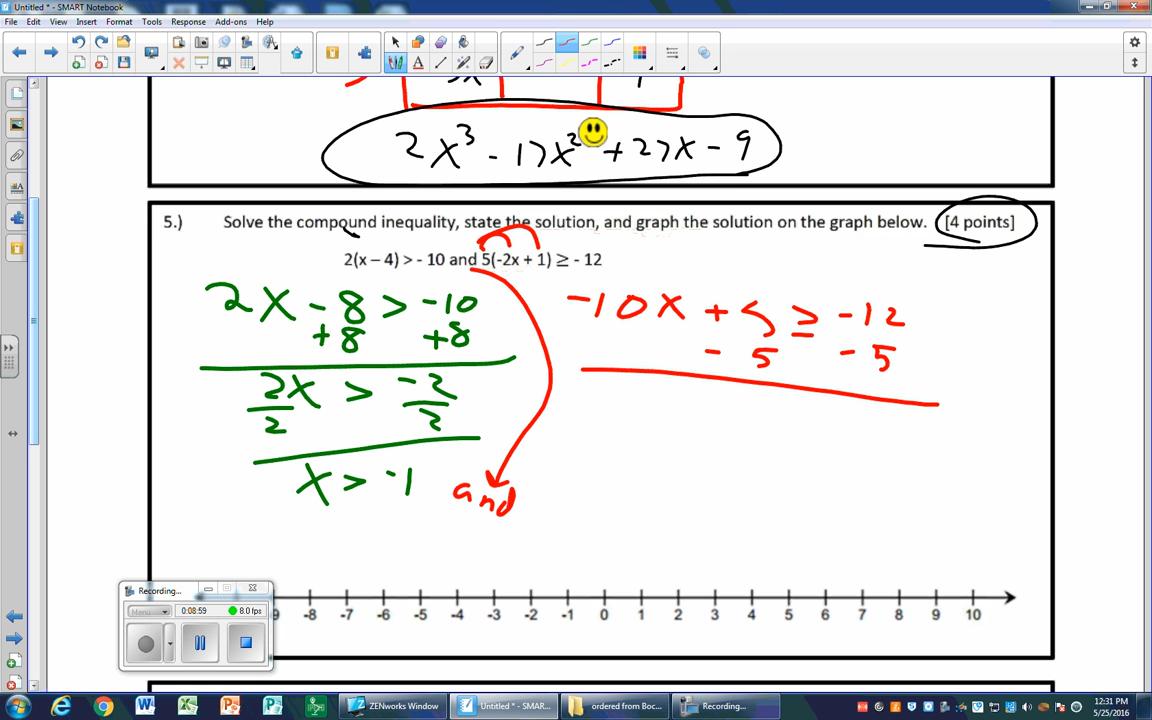 Untitled * - SMART Notebook
File Edit View Insert Format Tools Response Add-ons Help
2x³ - 17x² + 27x - 9
5.) Solve the compound inequality, state the solution, and graph the solution on the graph below. [4 points]
2(x – 4) > - 10 and 5(-2x + 1) ≥ - 12
2x - 8 > -10
+8 +8
2x > -2
2 2
x > -1 and
-10x + 5 ≥ -12
- 5 - 5
-8 -7 -6 -5 -4 -3 -2 -1 0 1 2 3 4 5 6 7 8 9 10
Recording...
Menu
0:08:59 8.0 fps
ZENworks Window
Untitled * - SMAR...
ordered from Boc...
Recording...
12:31 PM
5/25/2016